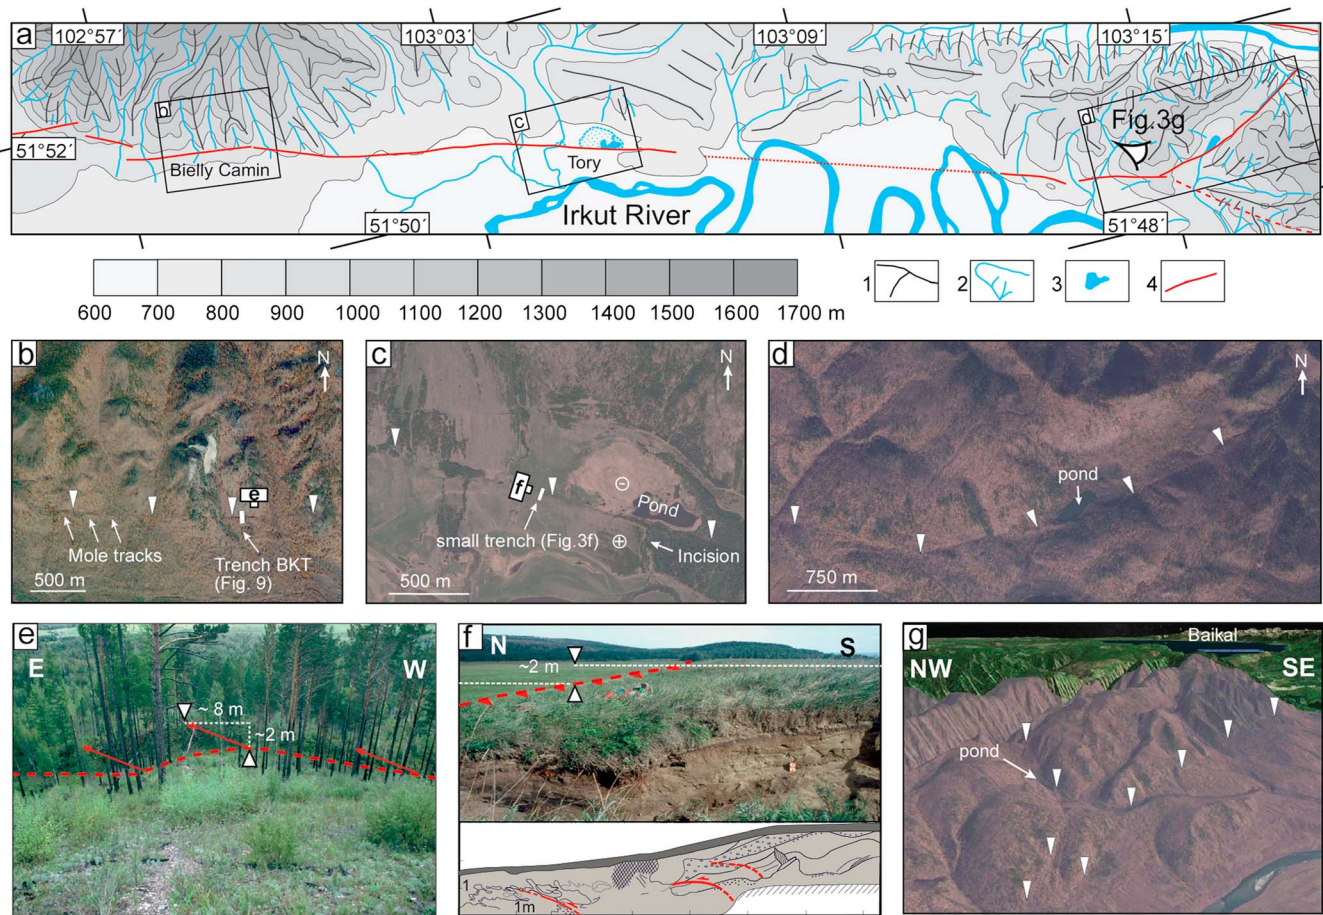 a
102°57´
103°03´
103°09´
103°15´
b
c
d
Fig.3g
51°52´
Bielly Camin
Tory
51°50´
Irkut River
51°48´
1
2
3
4
600 700 800 900 1000 1100 1200 1300 1400 1500 1600 1700 m
b
N
e
Mole tracks
Trench BKT
(Fig. 9)
500 m
c
N
f
Pond
small trench (Fig.3f)
Incision
500 m
d
N
pond
750 m
e
E
W
~ 8 m
~2 m
f
N
S
~2 m
1
1m
g
Baikal
NW
SE
pond